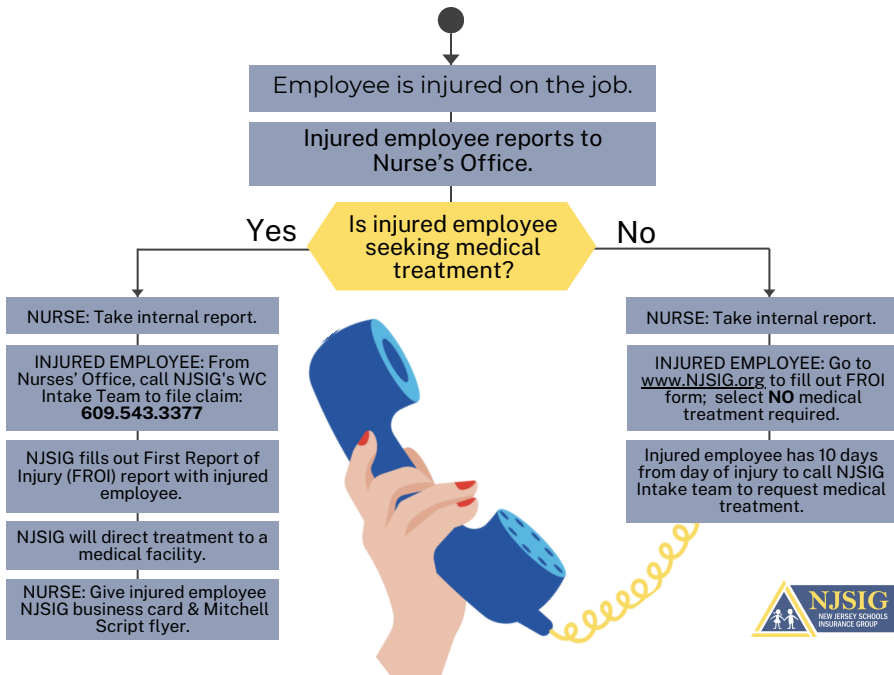 Employee is injured on the job.
Injured employee reports to
Nurse's Office.
Is injured employee
seeking medical
treatment?
Yes
No
NURSE: Take internal report.
INJURED EMPLOYEE: From
Nurses' Office, call NJSIG's WC
Intake Team to file claim:
609.543.3377
NJSIG fills out First Report of
Injury (FROI) report with injured
employee.
NJSIG will direct treatment to a
medical facility.
NURSE: Give injured employee
NJSIG business card & Mitchell
Script flyer.
NURSE: Take internal report.
INJURED EMPLOYEE: Go to
www.NJSIG.org to fill out FROI
form; select NO medical
treatment required.
Injured employee has 10 days
from day of injury to call NJSIG
Intake team to request medical
treatment.
NJSIG
NEW JERSEY SCHOOLS
INSURANCE GROUP